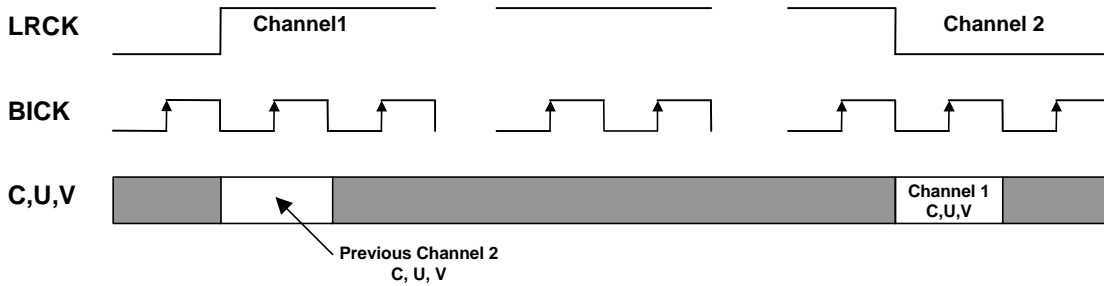 LRCK
Channel1
Channel 2
BICK
C,U,V
Channel 1
C,U,V
Previous Channel 2
C, U, V